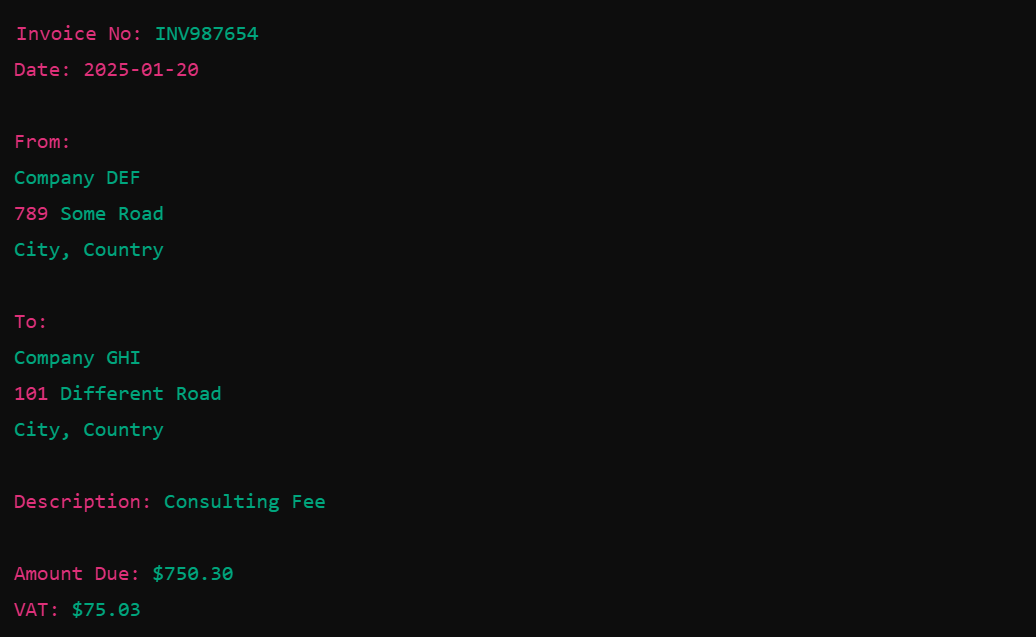 Invoice No: INV987654
Date: 2025-01-20
From:
Company DEF
789 Some Road
City, Country
To:
Company GHI
101 Different Road
City, Country
Description: Consulting Fee
Amount Due: $750.30
VAT: $75.03